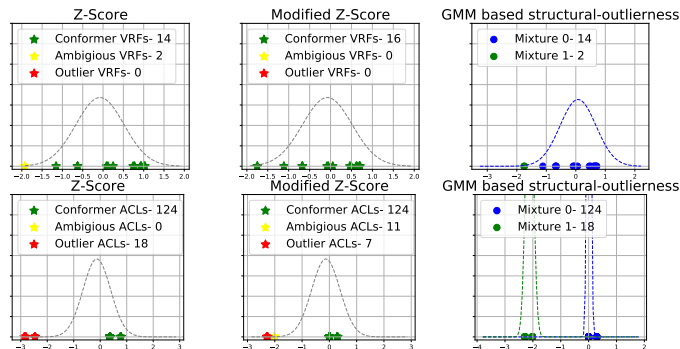 Z-Score
Modified Z-Score
GMM based structural-outlierness
Conformer VRFs- 14
Ambigious VRFs- 2
Outlier VRFs- 0
Conformer VRFs- 16
Ambigious VRFs- 0
Outlier VRFs- 0
Mixture 0- 14
Mixture 1- 2
−2.0 −1.5 −1.0 −0.5 0.0 0.5 1.0 1.5 2.0
−2.0 −1.5 −1.0 −0.5 0.0 0.5 1.0 1.5 2.0
−3 −2 −1 0 1 2
Z-Score
Modified Z-Score
GMM based structural-outlierness
Conformer ACLs- 124
Ambigious ACLs- 0
Outlier ACLs- 18
Conformer ACLs- 124
Ambigious ACLs- 11
Outlier ACLs- 7
Mixture 0- 124
Mixture 1- 18
−3 −2 −1 0 1 2 3
−3 −2 −1 0 1 2 3
−4 −3 −2 −1 0 1 2